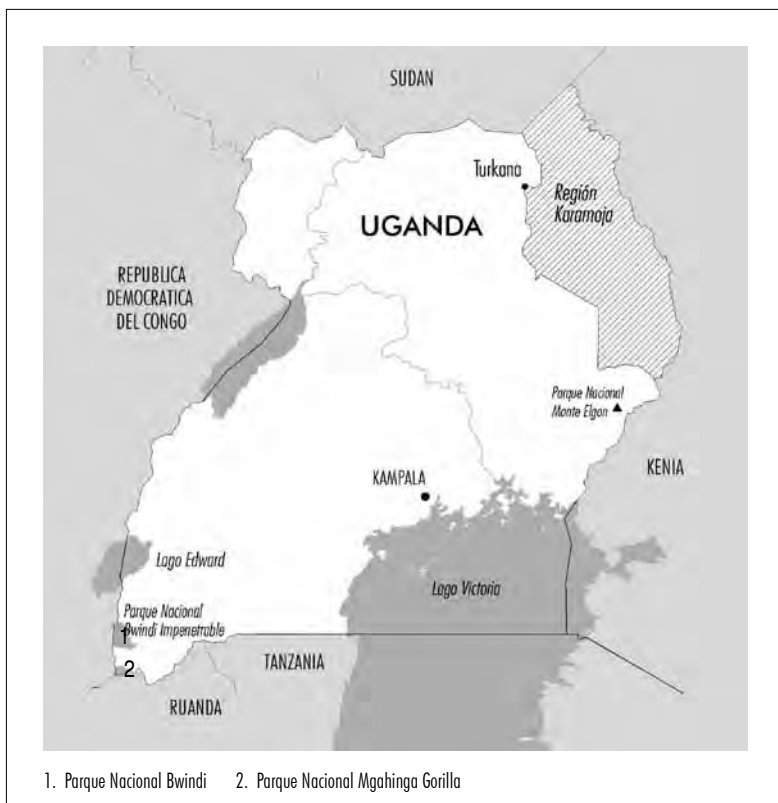 SUDAN
Turkana
Región
Karamoja
UGANDA
REPUBLICA
DEMOCRATICA
DEL CONGO
Parque Nacional
Monte Elgon
KENIA
KAMPALA
Lago Edward
Lago Victoria
Parque Nacional
Bwindi Impenetrable
1
2
TANZANIA
RUANDA
1. Parque Nacional Bwindi 2. Parque Nacional Mgahinga Gorilla